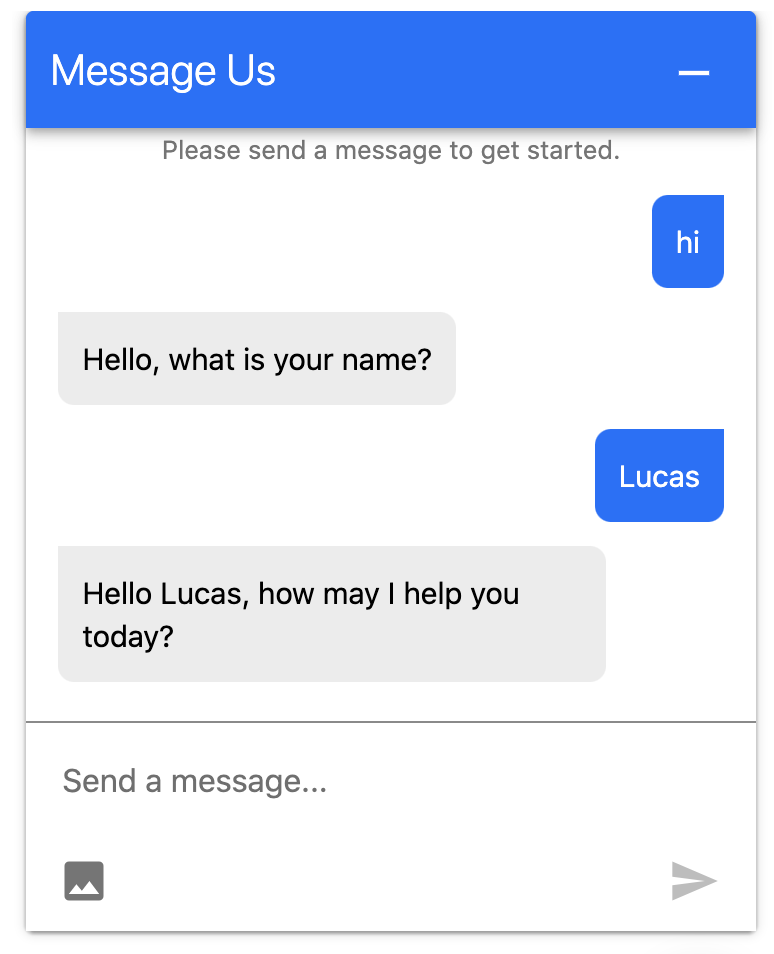 Message Us
Please send a message to get started.
hi
Hello, what is your name?
Lucas
Hello Lucas, how may I help you
today?
Send a message...